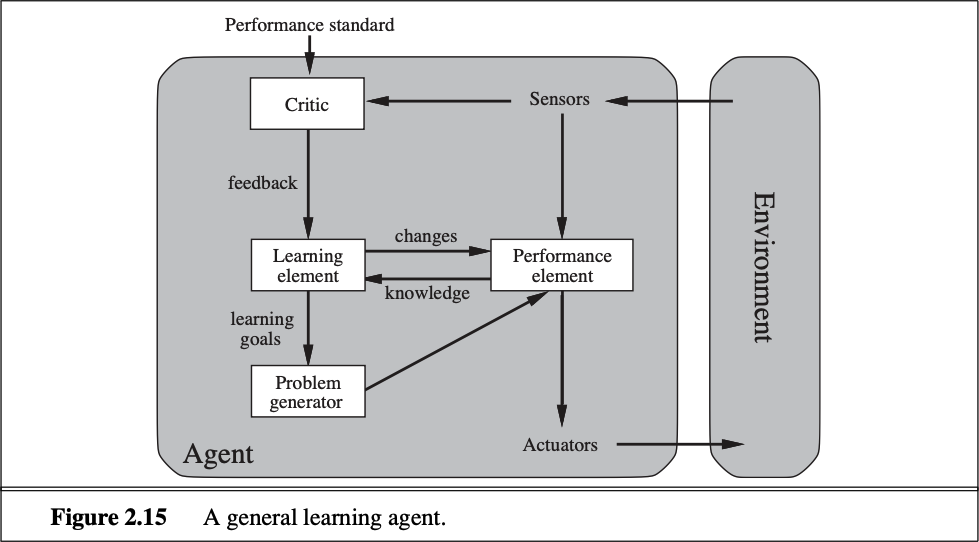 Performance standard
Critic
Sensors
feedback
Learning
element
changes
knowledge
Performance
element
Environment
learning
goals
Problem
generator
Agent
Actuators
Figure 2.15 A general learning agent.